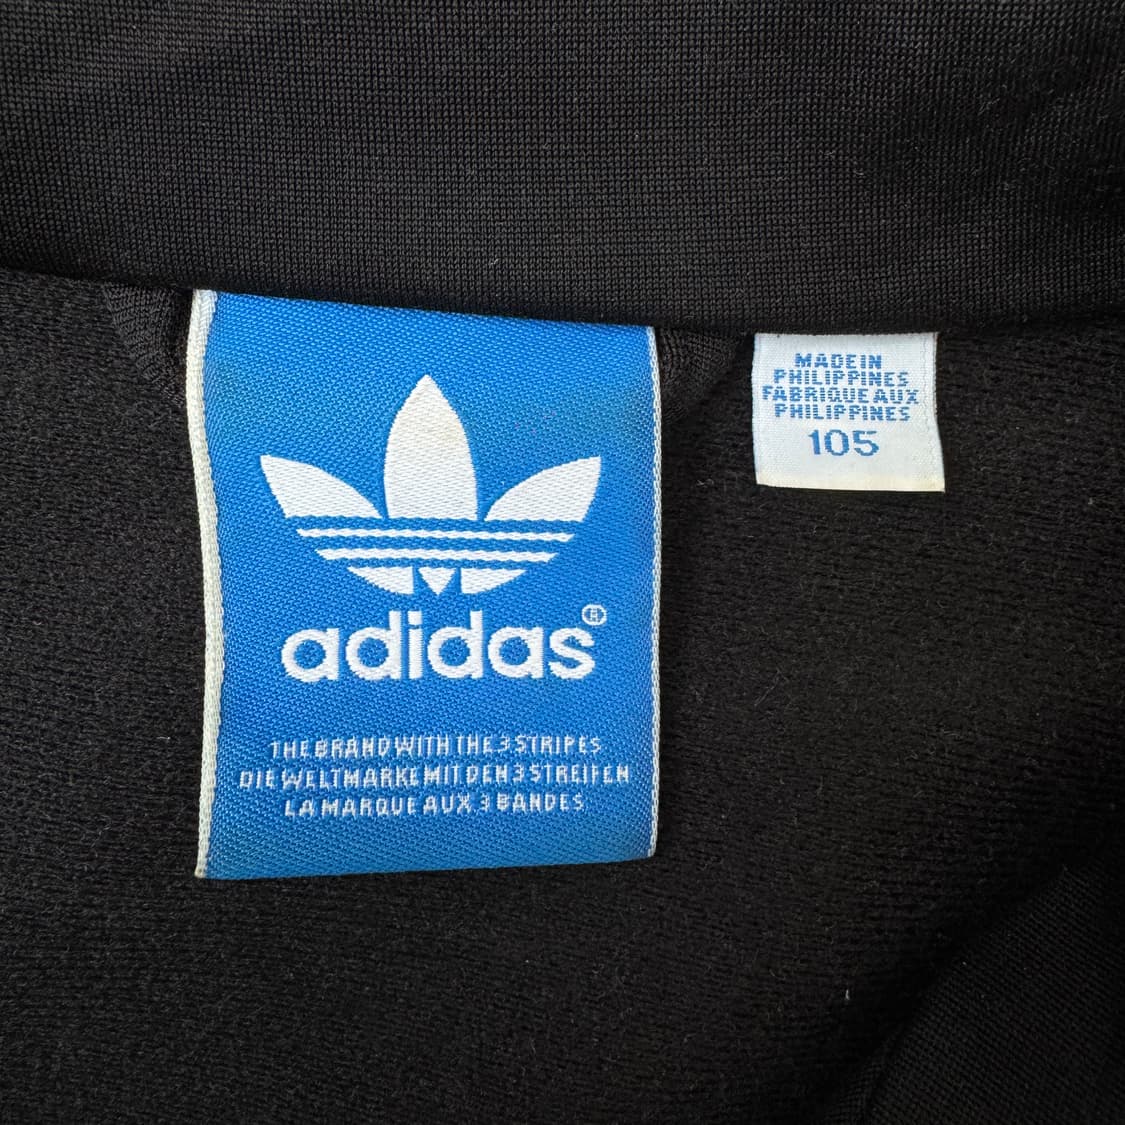 adidas®
THE BRAND WITH THE 3 STRIPES
DIE WELTMARKE MIT DEN 3 STREIFEN
LA MARQUE AUX 3 BANDES
MADE IN
PHILIPPINES
FABRIQUE AUX
PHILIPPINES
105